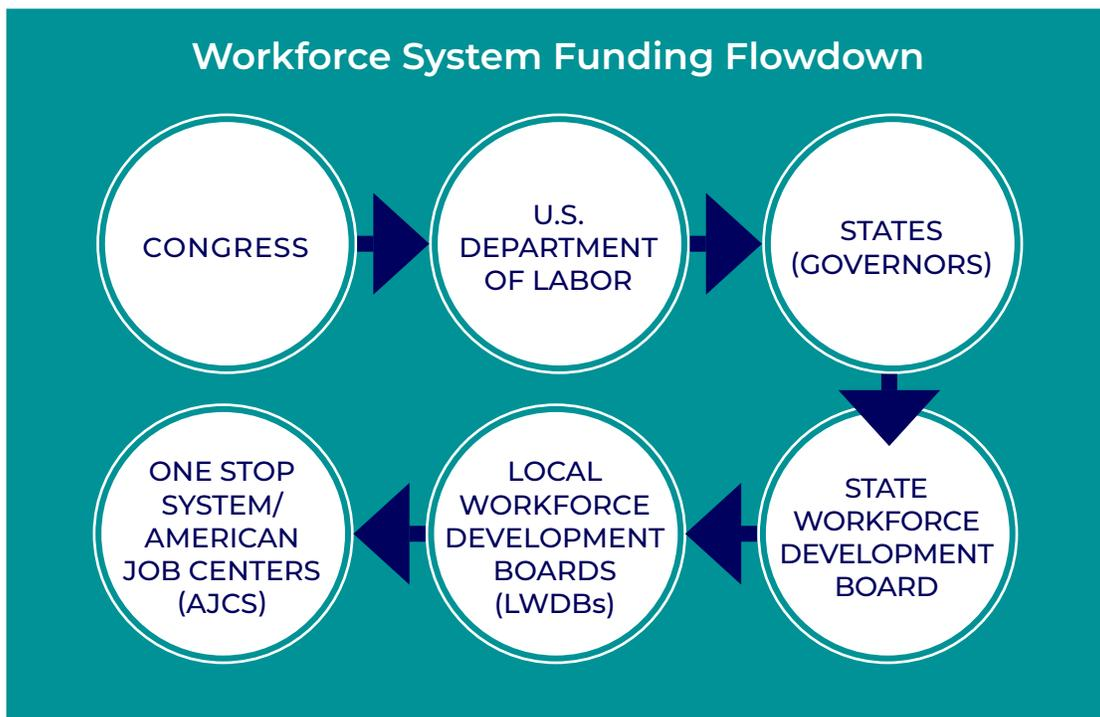 Workforce System Funding Flowdown
CONGRESS
U.S.
DEPARTMENT
OF LABOR
STATES
(GOVERNORS)
ONE STOP
SYSTEM/
AMERICAN
JOB CENTERS
(AJCS)
LOCAL
WORKFORCE
DEVELOPMENT
BOARDS
(LWDBs)
STATE
WORKFORCE
DEVELOPMENT
BOARD